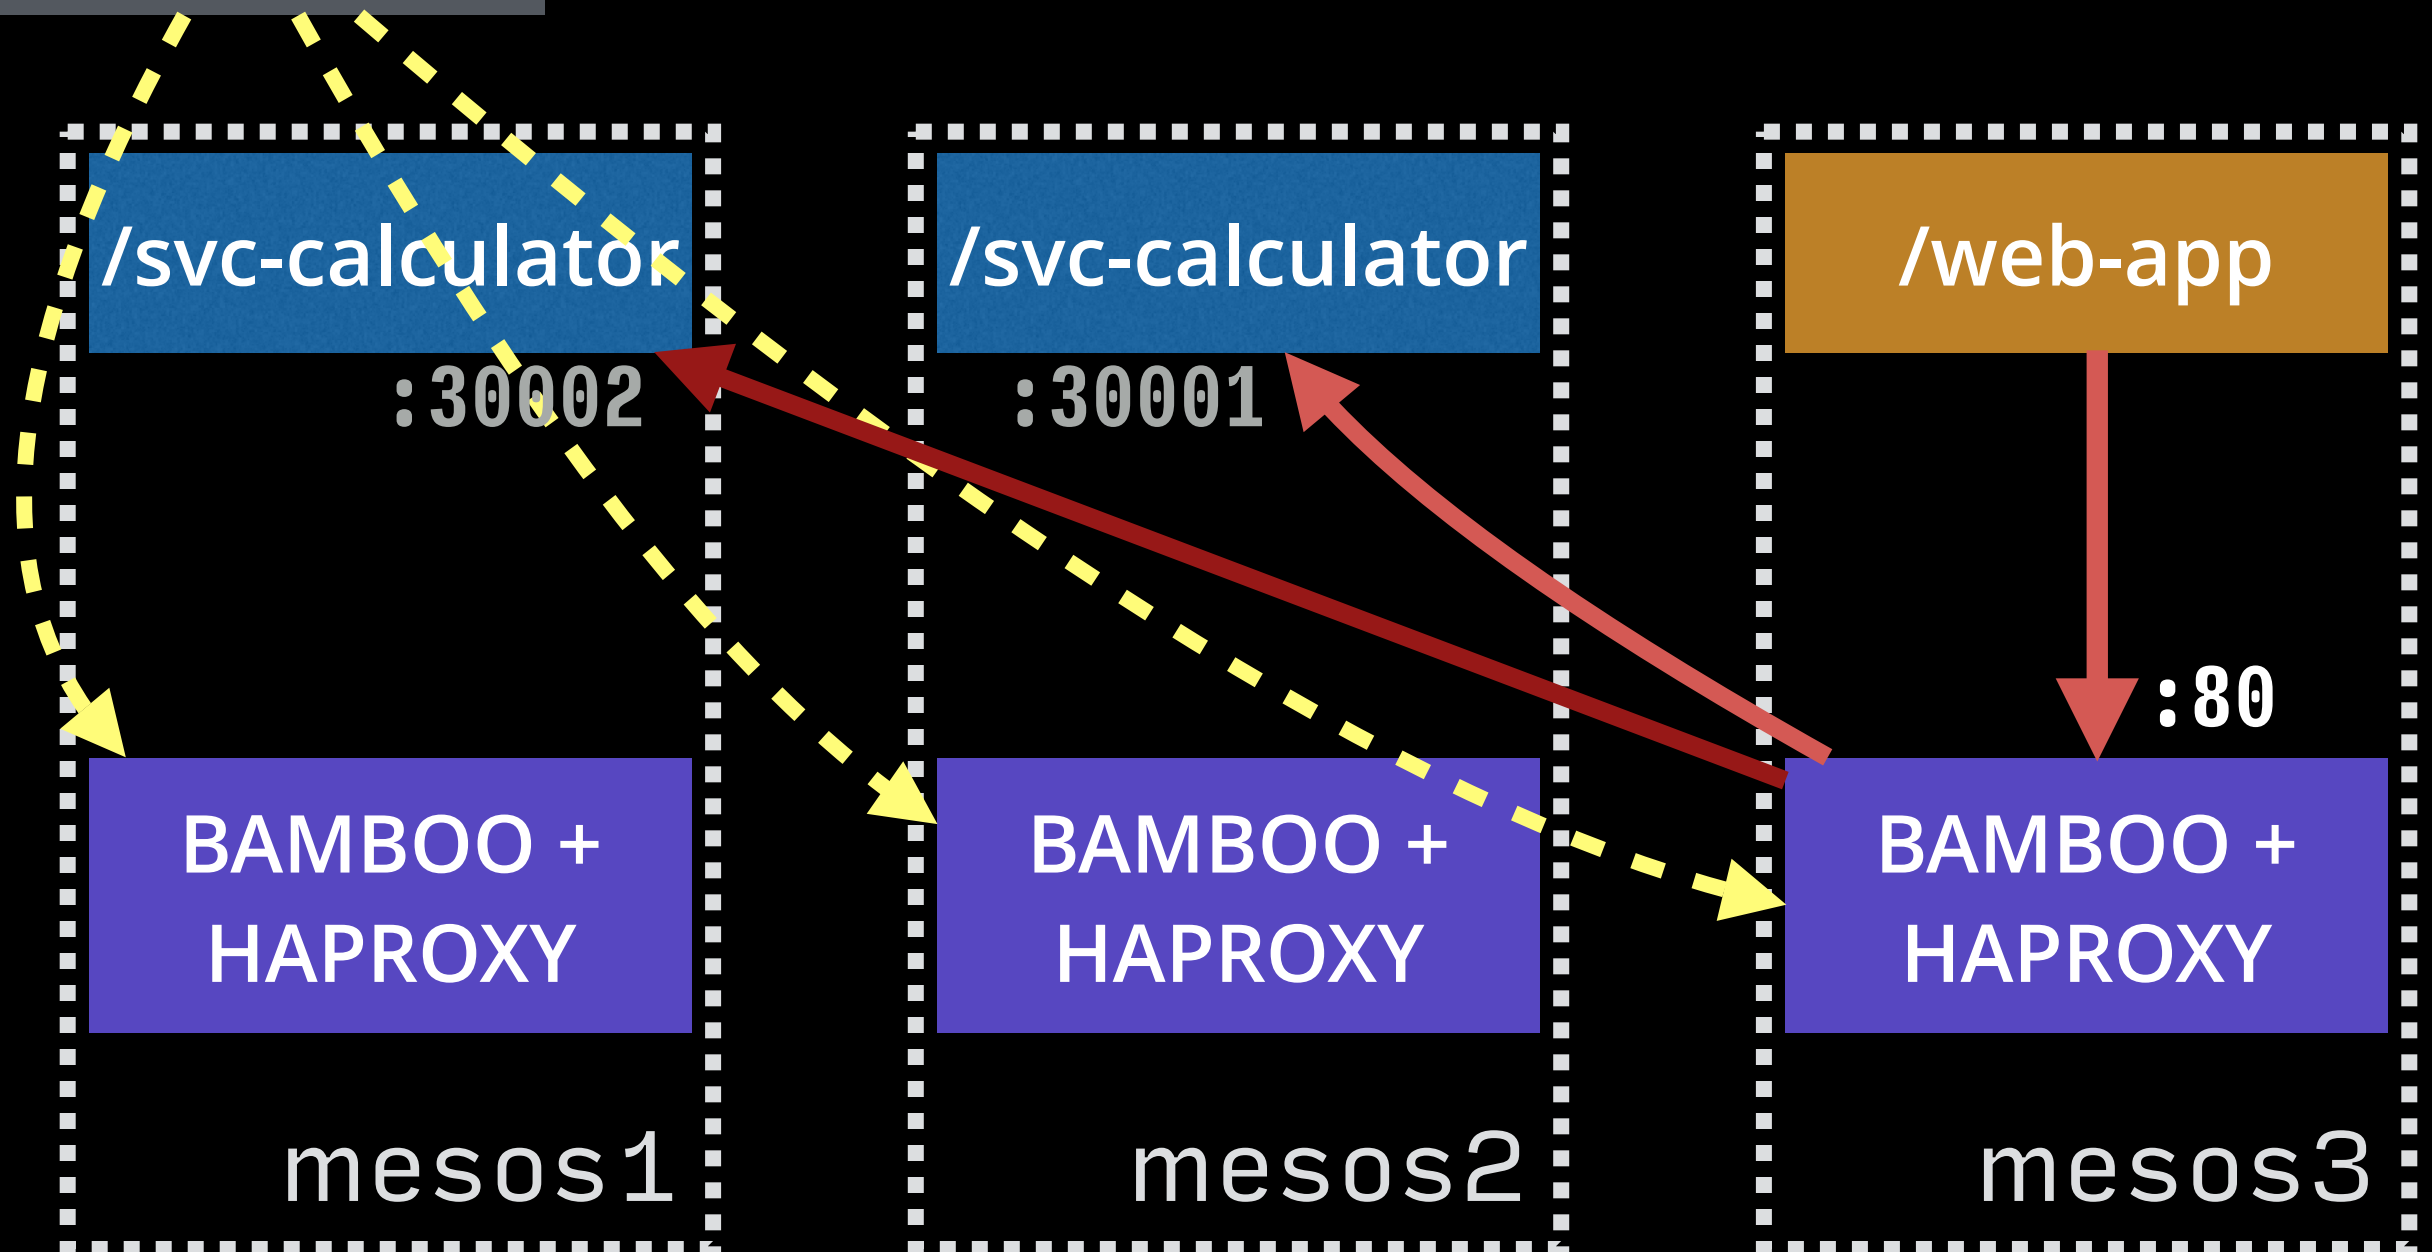 /svc-calculator
:30002
BAMBOO +
HAPROXY
mesos1
/svc-calculator
:30001
BAMBOO +
HAPROXY
mesos2
/web-app
:80
BAMBOO +
HAPROXY
mesos3